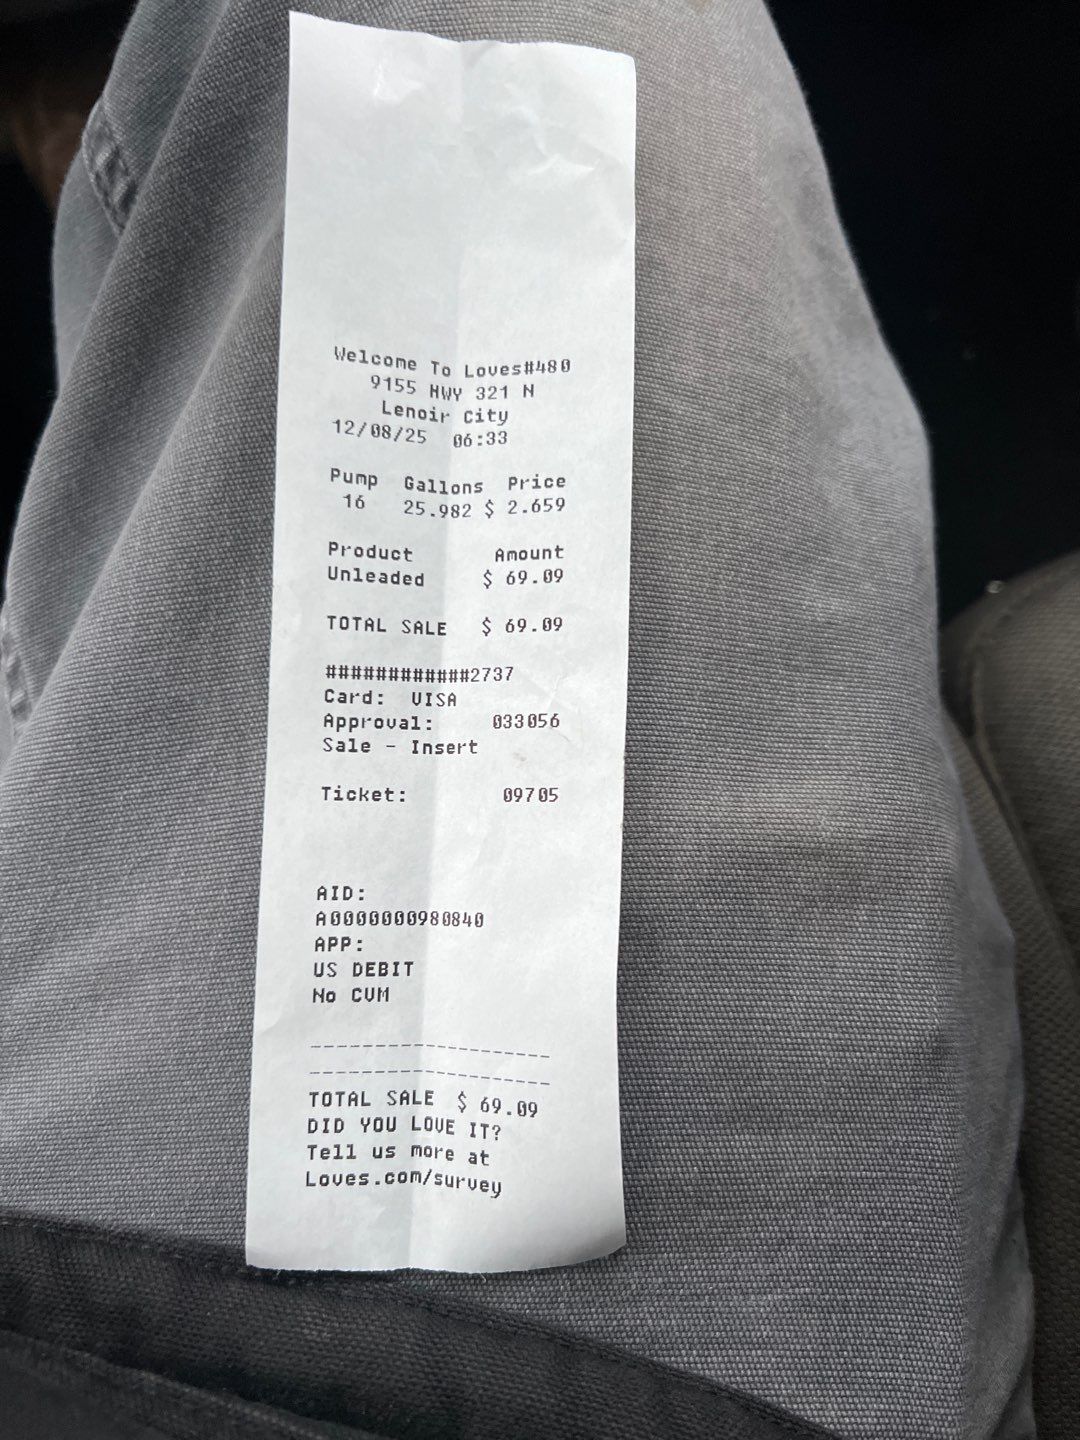 Welcome To Loves#480
9155 HWY 321 N
Lenoir City
12/08/25 06:33
Pump Gallons Price
16 25.982 $ 2.659
Product Amount
Unleaded $ 69.09
TOTAL SALE $ 69.09
############2737
Card: VISA
Approval: 033056
Sale - Insert
Ticket: 09705
AID:
A0000000980840
APP:
US DEBIT
No CVM
TOTAL SALE $ 69.09
DID YOU LOVE IT?
Tell us more at
Loves.com/survey